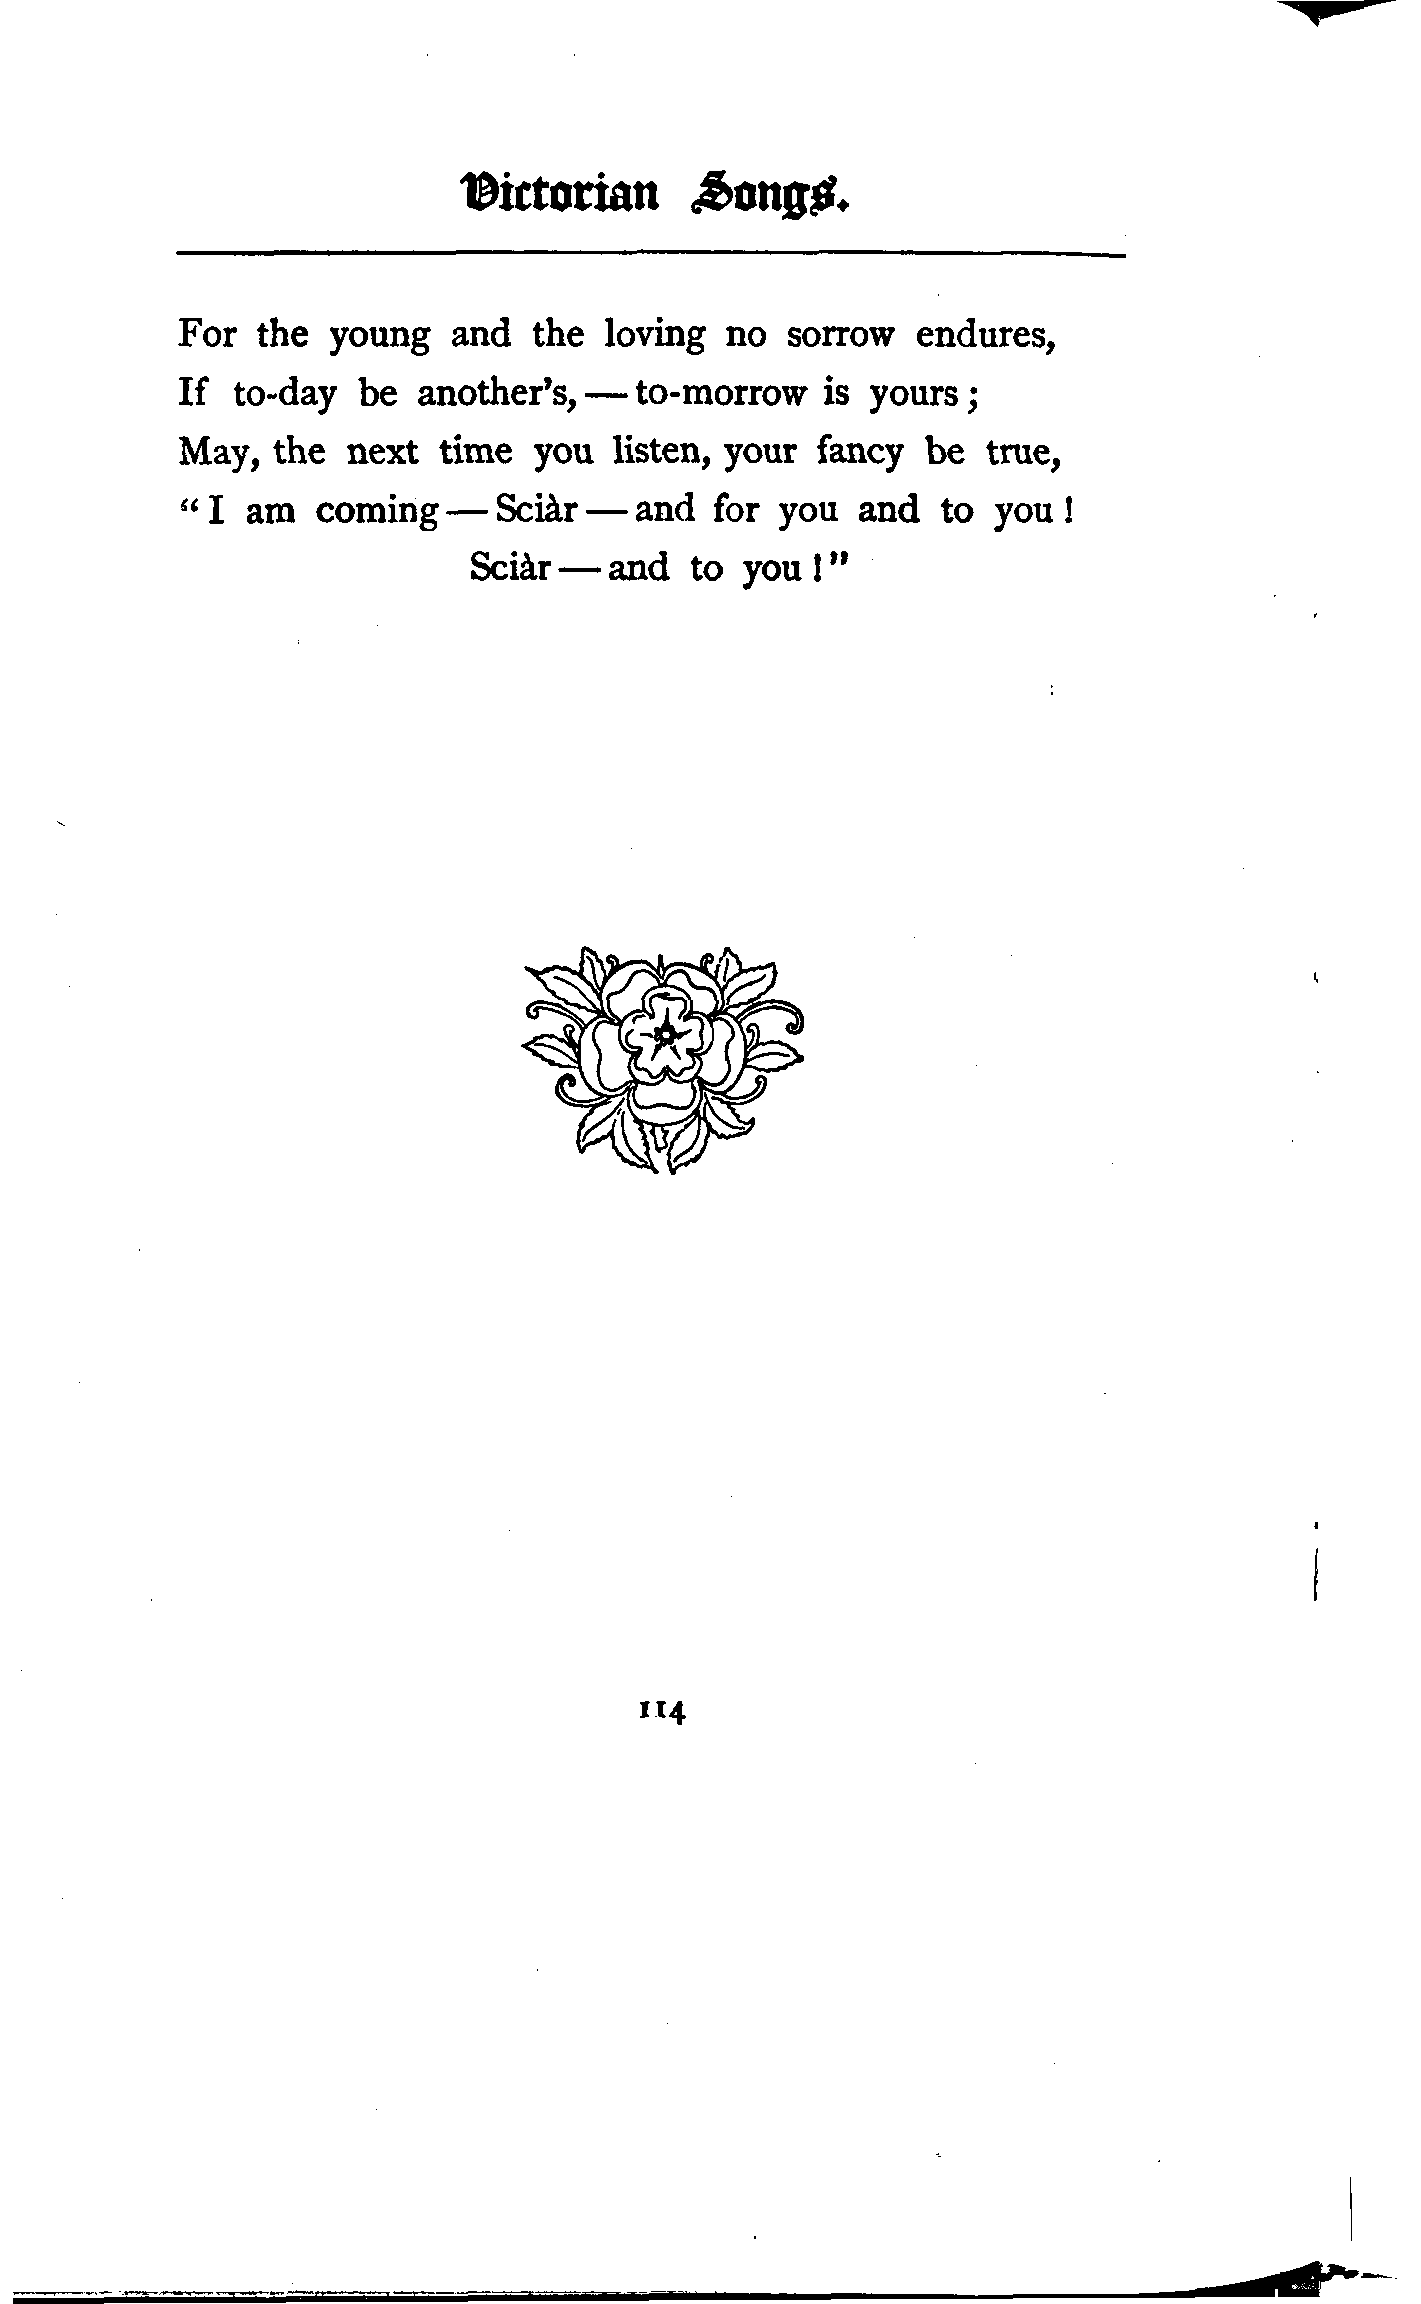 Victorian Songs.
For the young and the loving no sorrow endures,
If to-day be another's, — to-morrow is yours;
May, the next time you listen, your fancy be true,
“I am coming — Sciàr — and for you and to you!
Sciàr — and to you!”
114